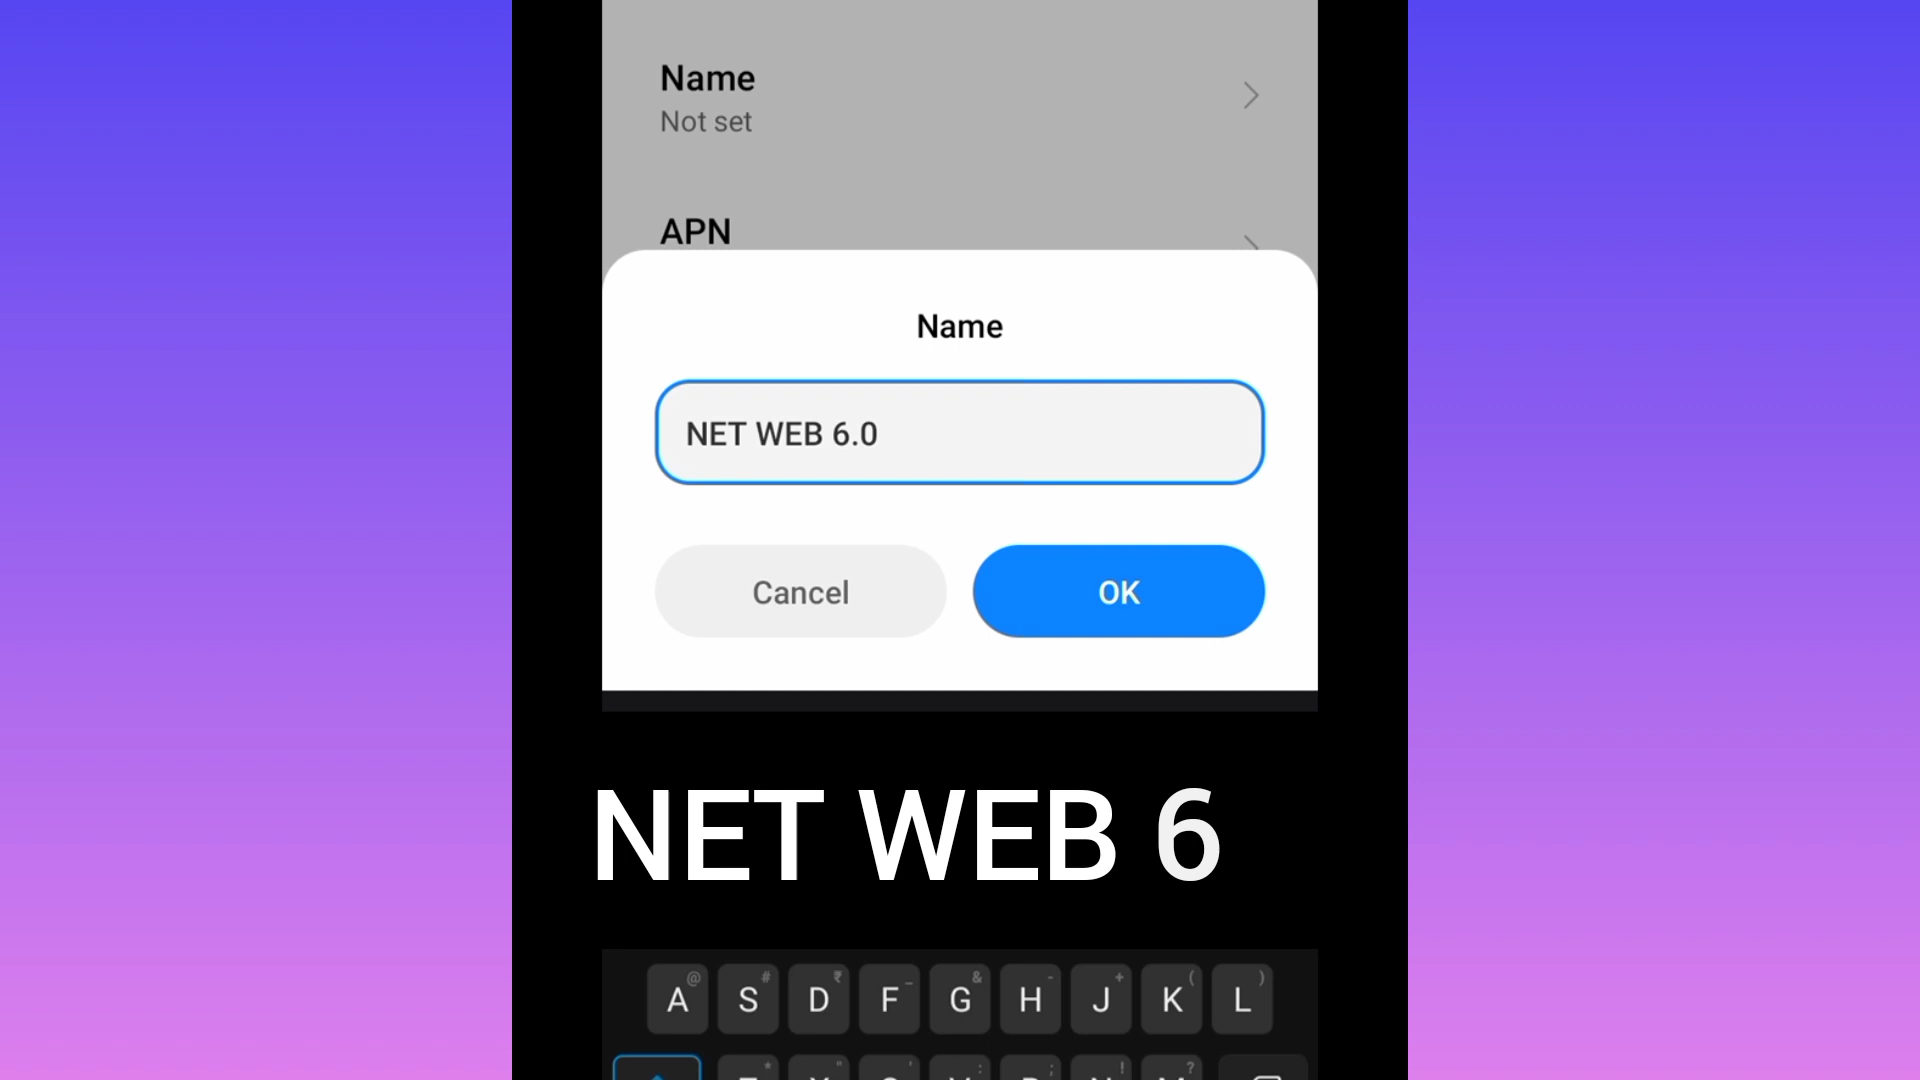 Name
Not set
APN
Name
NET WEB 6.0
Cancel
OK
NET WEB 6
@ # ₹ _ & - + ( )
A S D F G H J K L
* " ' : ; ! ?